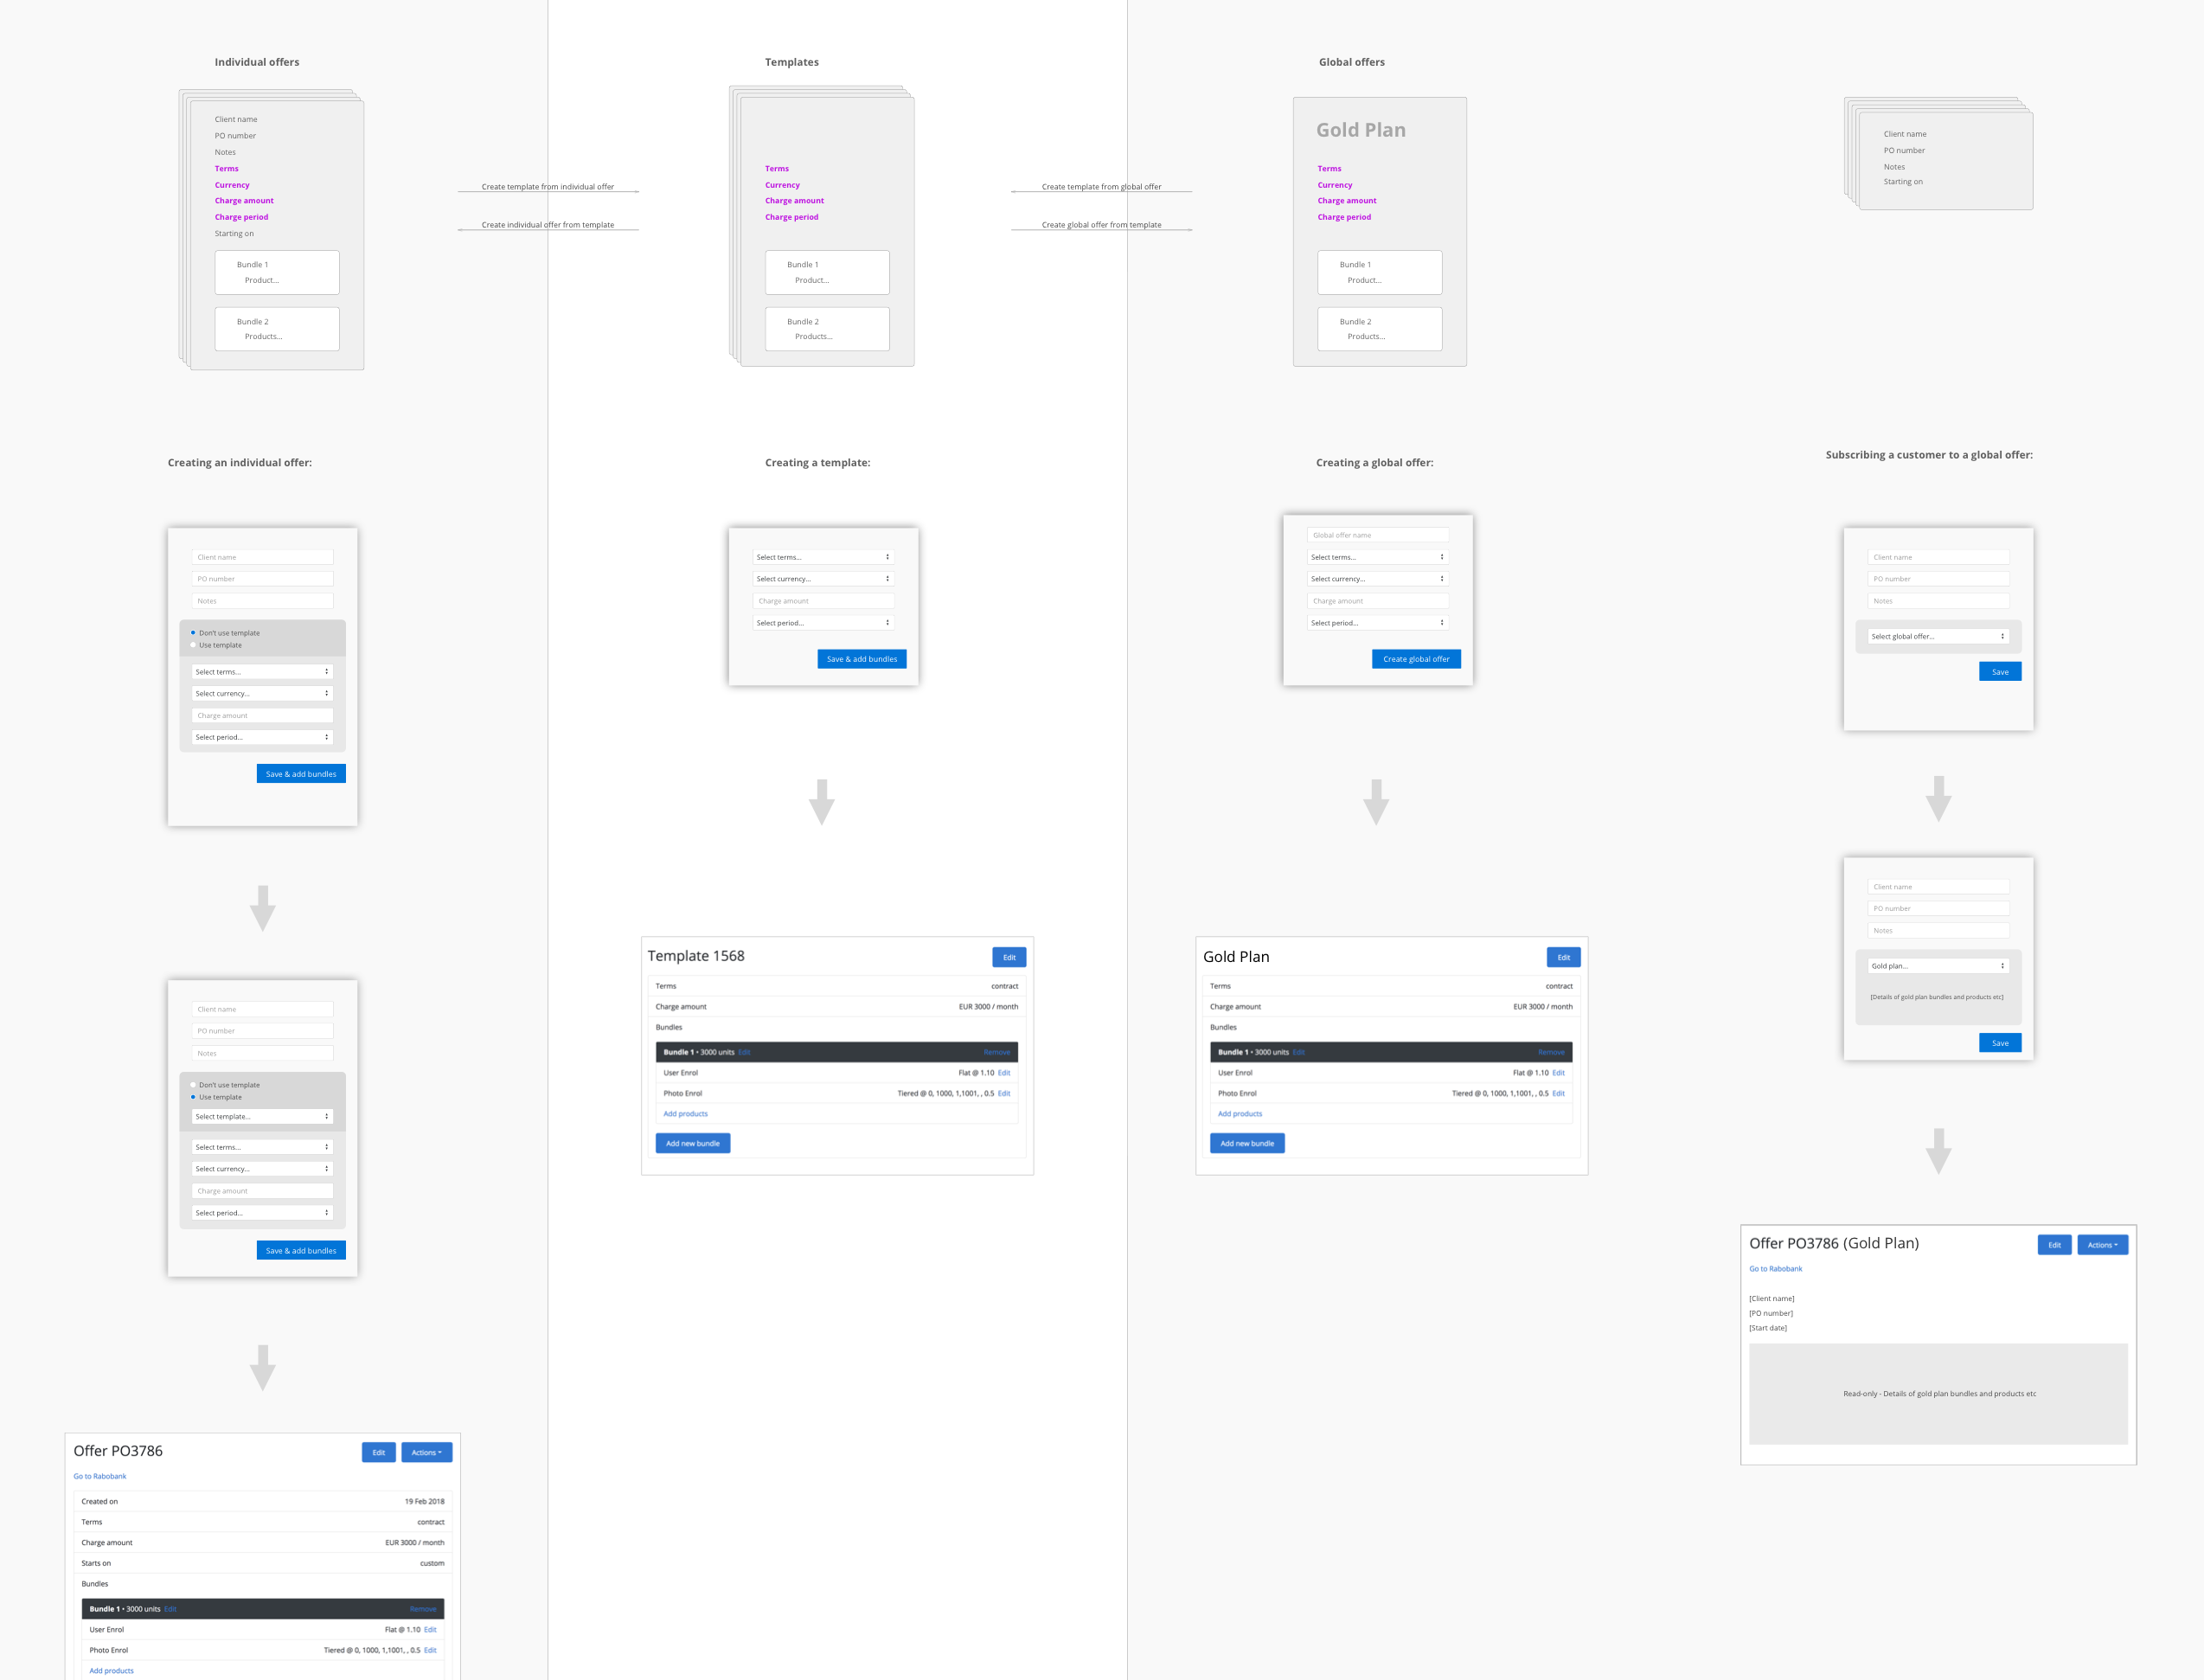 Individual offers
Client name
PO number
Notes
Terms
Currency
Charge amount
Charge period
Starting on
Bundle 1
Product...
Bundle 2
Products...
Create template from individual offer
Create individual offer from template
Templates
Terms
Currency
Charge amount
Charge period
Bundle 1
Product...
Bundle 2
Products...
Create template from global offer
Create global offer from template
Global offers
Gold Plan
Terms
Currency
Charge amount
Charge period
Bundle 1
Product...
Bundle 2
Products...
Client name
PO number
Notes
Starting on
Creating an individual offer:
Client name
PO number
Notes
Don't use template
Use template
Select terms...
Select currency...
Charge amount
Select period...
Save & add bundles
Client name
PO number
Notes
Don't use template
Use template
Select template...
Select terms...
Select currency...
Charge amount
Select period...
Save & add bundles
Offer PO3786 Edit Actions
Go to Rabobank
Created on 19 Feb 2018
Terms contract
Charge amount EUR 3000 / month
Starts on custom
Bundles
Bundle 1 • 3000 units Edit Remove
User Enrol Flat @ 1.10 Edit
Photo Enrol Tiered @ 0, 1000, 1,1001, , 0.5 Edit
Add products
Creating a template:
Select terms...
Select currency...
Charge amount
Select period...
Save & add bundles
Template 1568 Edit
Terms contract
Charge amount EUR 3000 / month
Bundles
Bundle 1 • 3000 units Edit Remove
User Enrol Flat @ 1.10 Edit
Photo Enrol Tiered @ 0, 1000, 1,1001, , 0.5 Edit
Add products
Add new bundle
Creating a global offer:
Global offer name
Select terms...
Select currency...
Charge amount
Select period...
Create global offer
Gold Plan Edit
Terms contract
Charge amount EUR 3000 / month
Bundles
Bundle 1 • 3000 units Edit Remove
User Enrol Flat @ 1.10 Edit
Photo Enrol Tiered @ 0, 1000, 1,1001, , 0.5 Edit
Add products
Add new bundle
Subscribing a customer to a global offer:
Client name
PO number
Notes
Select global offer...
Save
Client name
PO number
Notes
Gold plan...
[Details of gold plan bundles and products etc]
Save
Offer PO3786 (Gold Plan) Edit Actions
Go to Rabobank
[Client name]
[PO number]
[Start date]
Read-only - Details of gold plan bundles and products etc